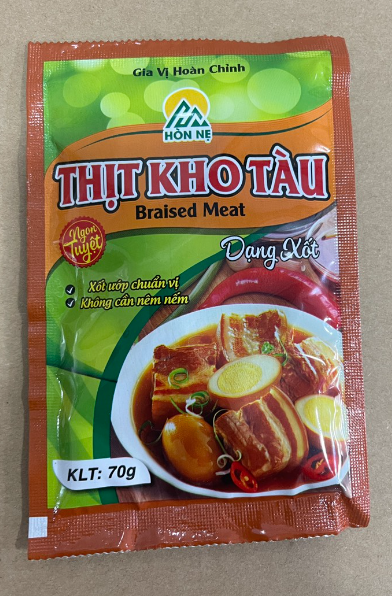 Gia Vị Hoàn Chỉnh
HÒN NẸ
THỊT KHO TÀU
Braised Meat
Ngon
Tuyệt
Dạng Xốt
Xốt ướp chuẩn vị
Không cần nêm nếm
KLT: 70g